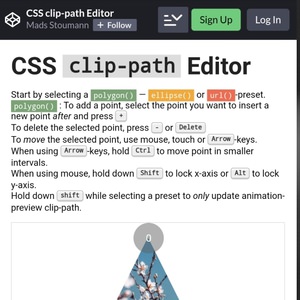 CSS clip-path Editor
Mads Stoumann + Follow
Sign Up
Log In
CSS clip-path Editor
Start by selecting a polygon() — ellipse() or url()-preset.
polygon() : To add a point, select the point you want to insert a
new point after and press +
To delete the selected point, press - or Delete
To move the selected point, use mouse, touch or Arrow-keys.
When using Arrow-keys, hold Ctrl to move point in smaller
intervals.
When using mouse, hold down Shift to lock x-axis or Alt to lock
y-axis.
Hold down shift while selecting a preset to only update animation-
preview clip-path.
0